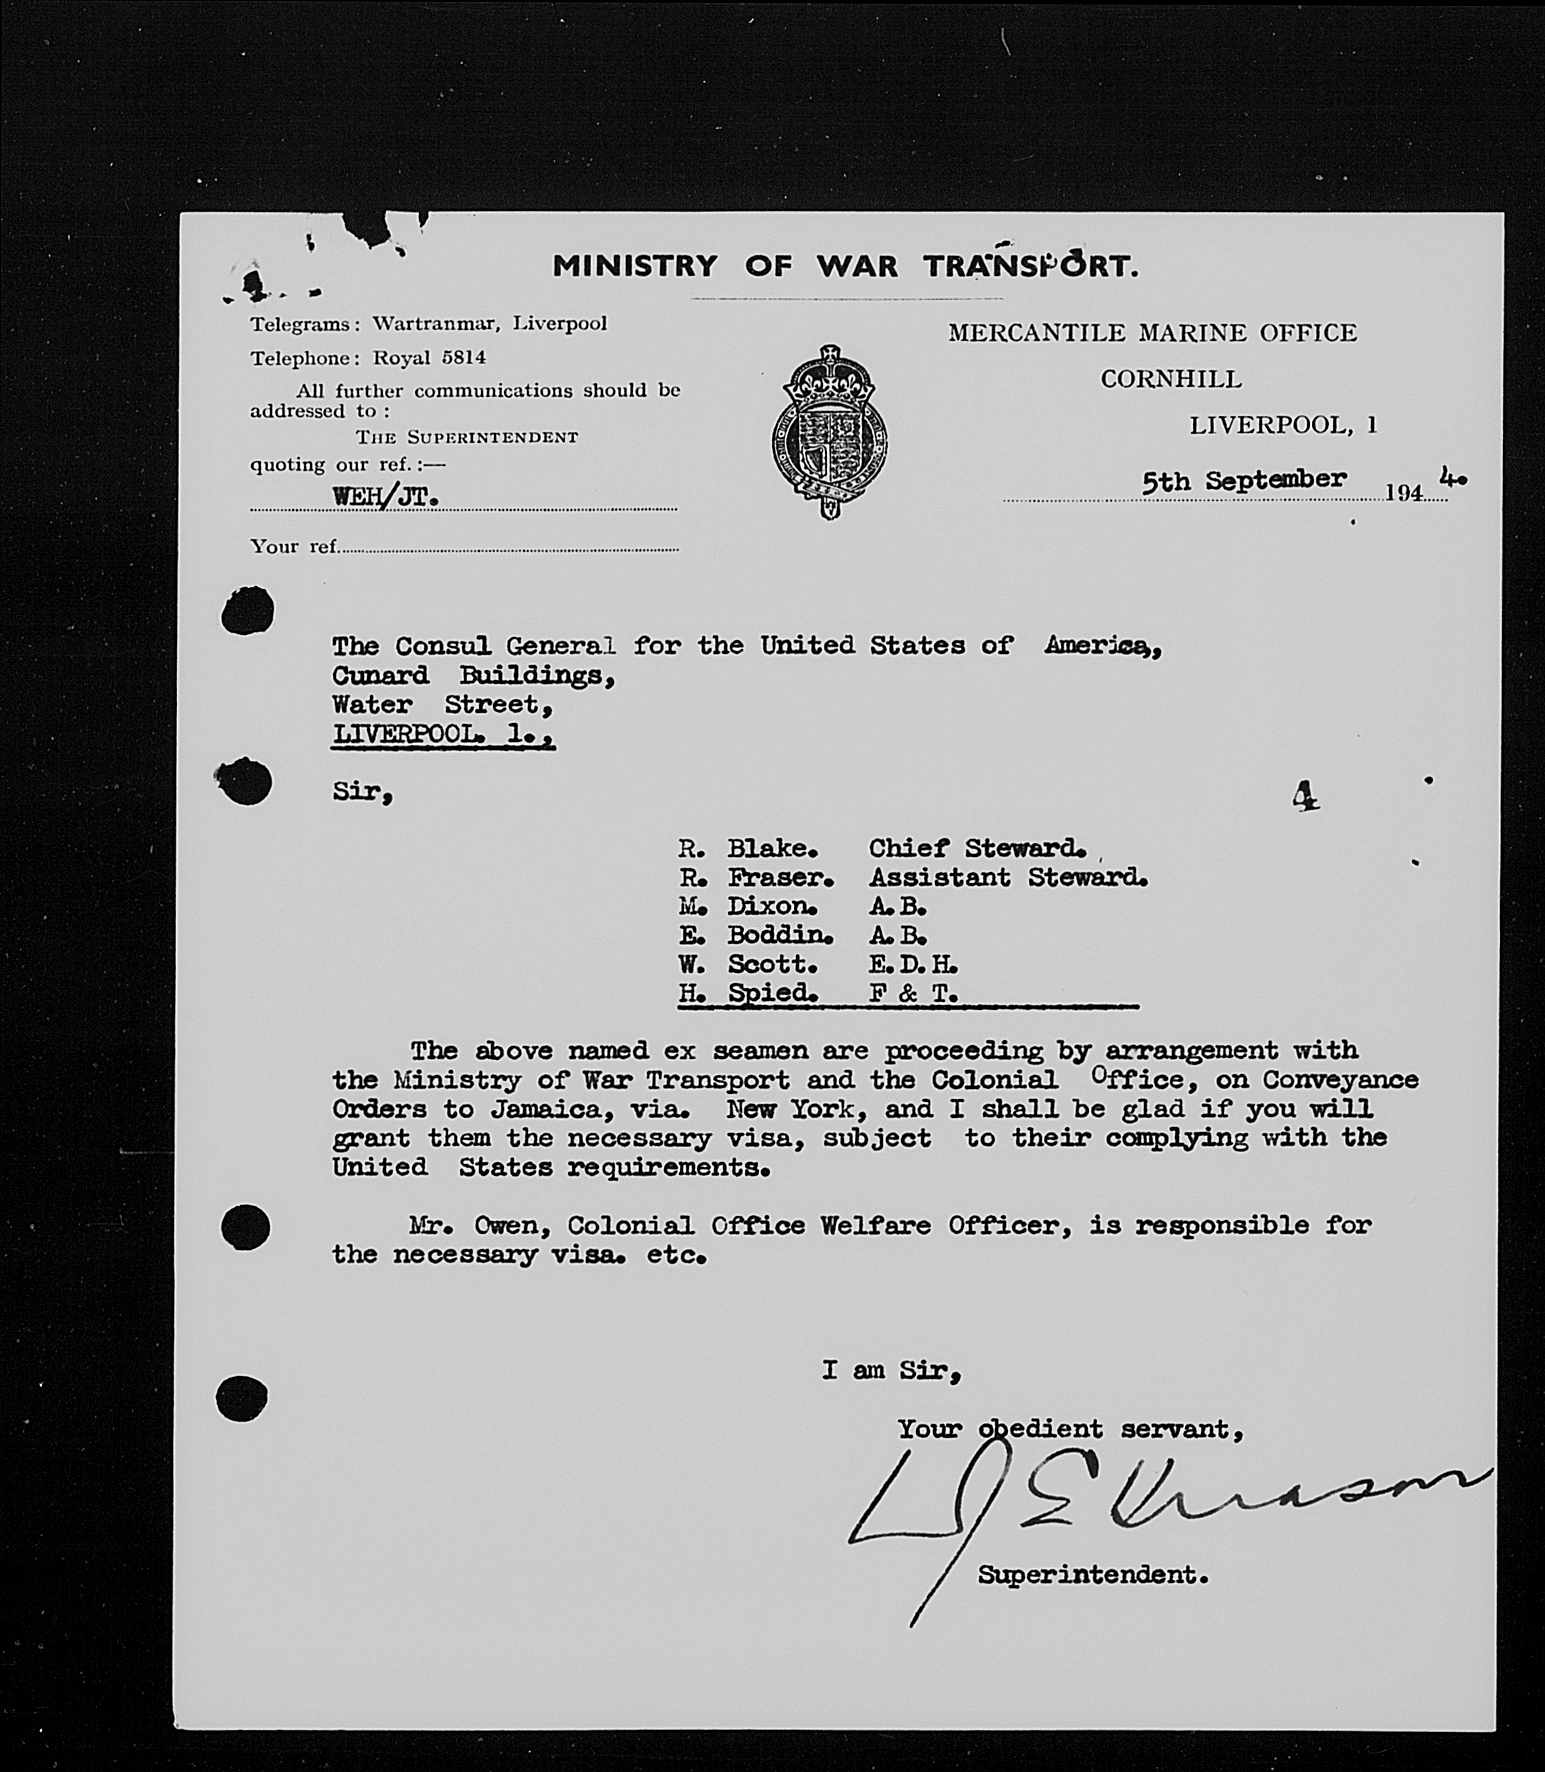 MINISTRY OF WAR TRANSPORT.
Telegrams: Wartranmar, Liverpool
Telephone: Royal 5814
All further communications should be
addressed to :
THE SUPERINTENDENT
quoting our ref. :—
WEH/JT.
Your ref.
MERCANTILE MARINE OFFICE
CORNHILL
LIVERPOOL, 1
5th September 1944.
The Consul General for the United States of America,
Cunard Buildings,
Water Street,
LIVERPOOL. 1.,
Sir,
4
R. Blake. Chief Steward.
R. Fraser. Assistant Steward.
M. Dixon. A.B.
E. Boddin. A.B.
W. Scott. E.D.H.
H. Spied. F & T.
The above named ex seamen are proceeding by arrangement with
the Ministry of War Transport and the Colonial Office, on Conveyance
Orders to Jamaica, via. New York, and I shall be glad if you will
grant them the necessary visa, subject to their complying with the
United States requirements.
Mr. Owen, Colonial Office Welfare Officer, is responsible for
the necessary visa. etc.
I am Sir,
Your obedient servant,
Superintendent.